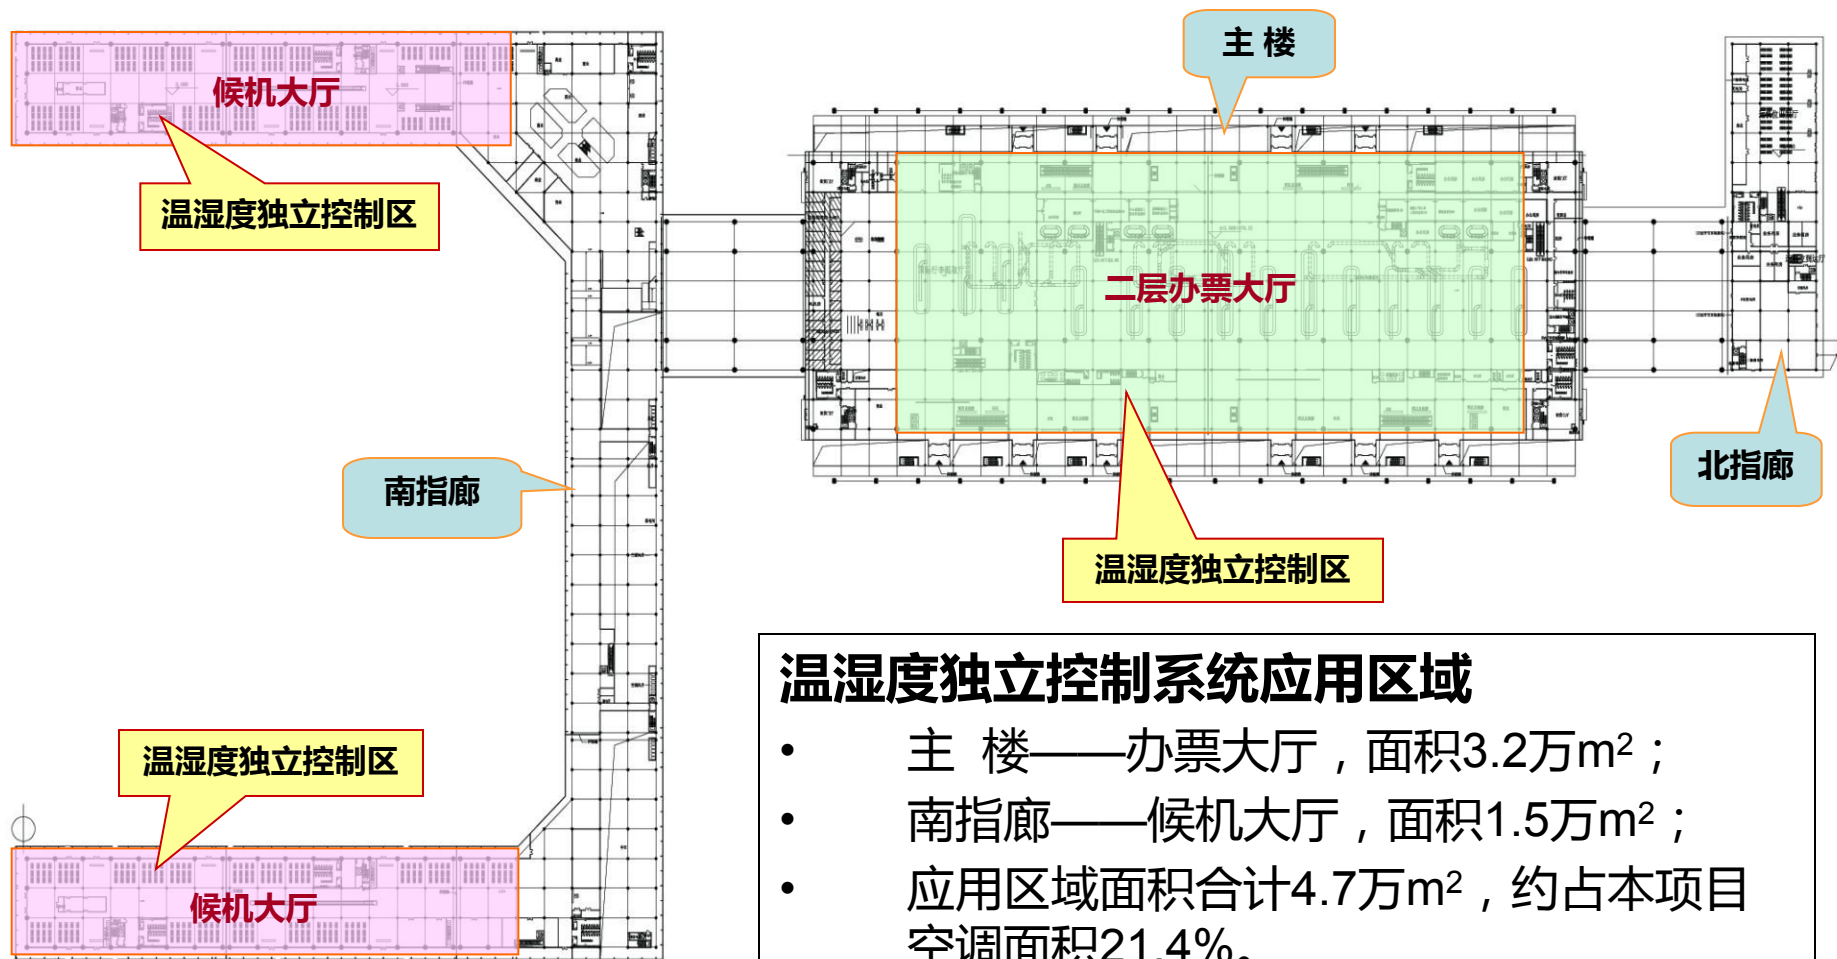 主 楼
候机大厅
温湿度独立控制区
二层办票大厅
南指廊
北指廊
温湿度独立控制区
温湿度独立控制区
候机大厅
温湿度独立控制系统应用区域
• 主 楼——办票大厅，面积3.2万m²；
• 南指廊——候机大厅，面积1.5万m²；
• 应用区域面积合计4.7万m²，约占本项目
空调面积21.4%。